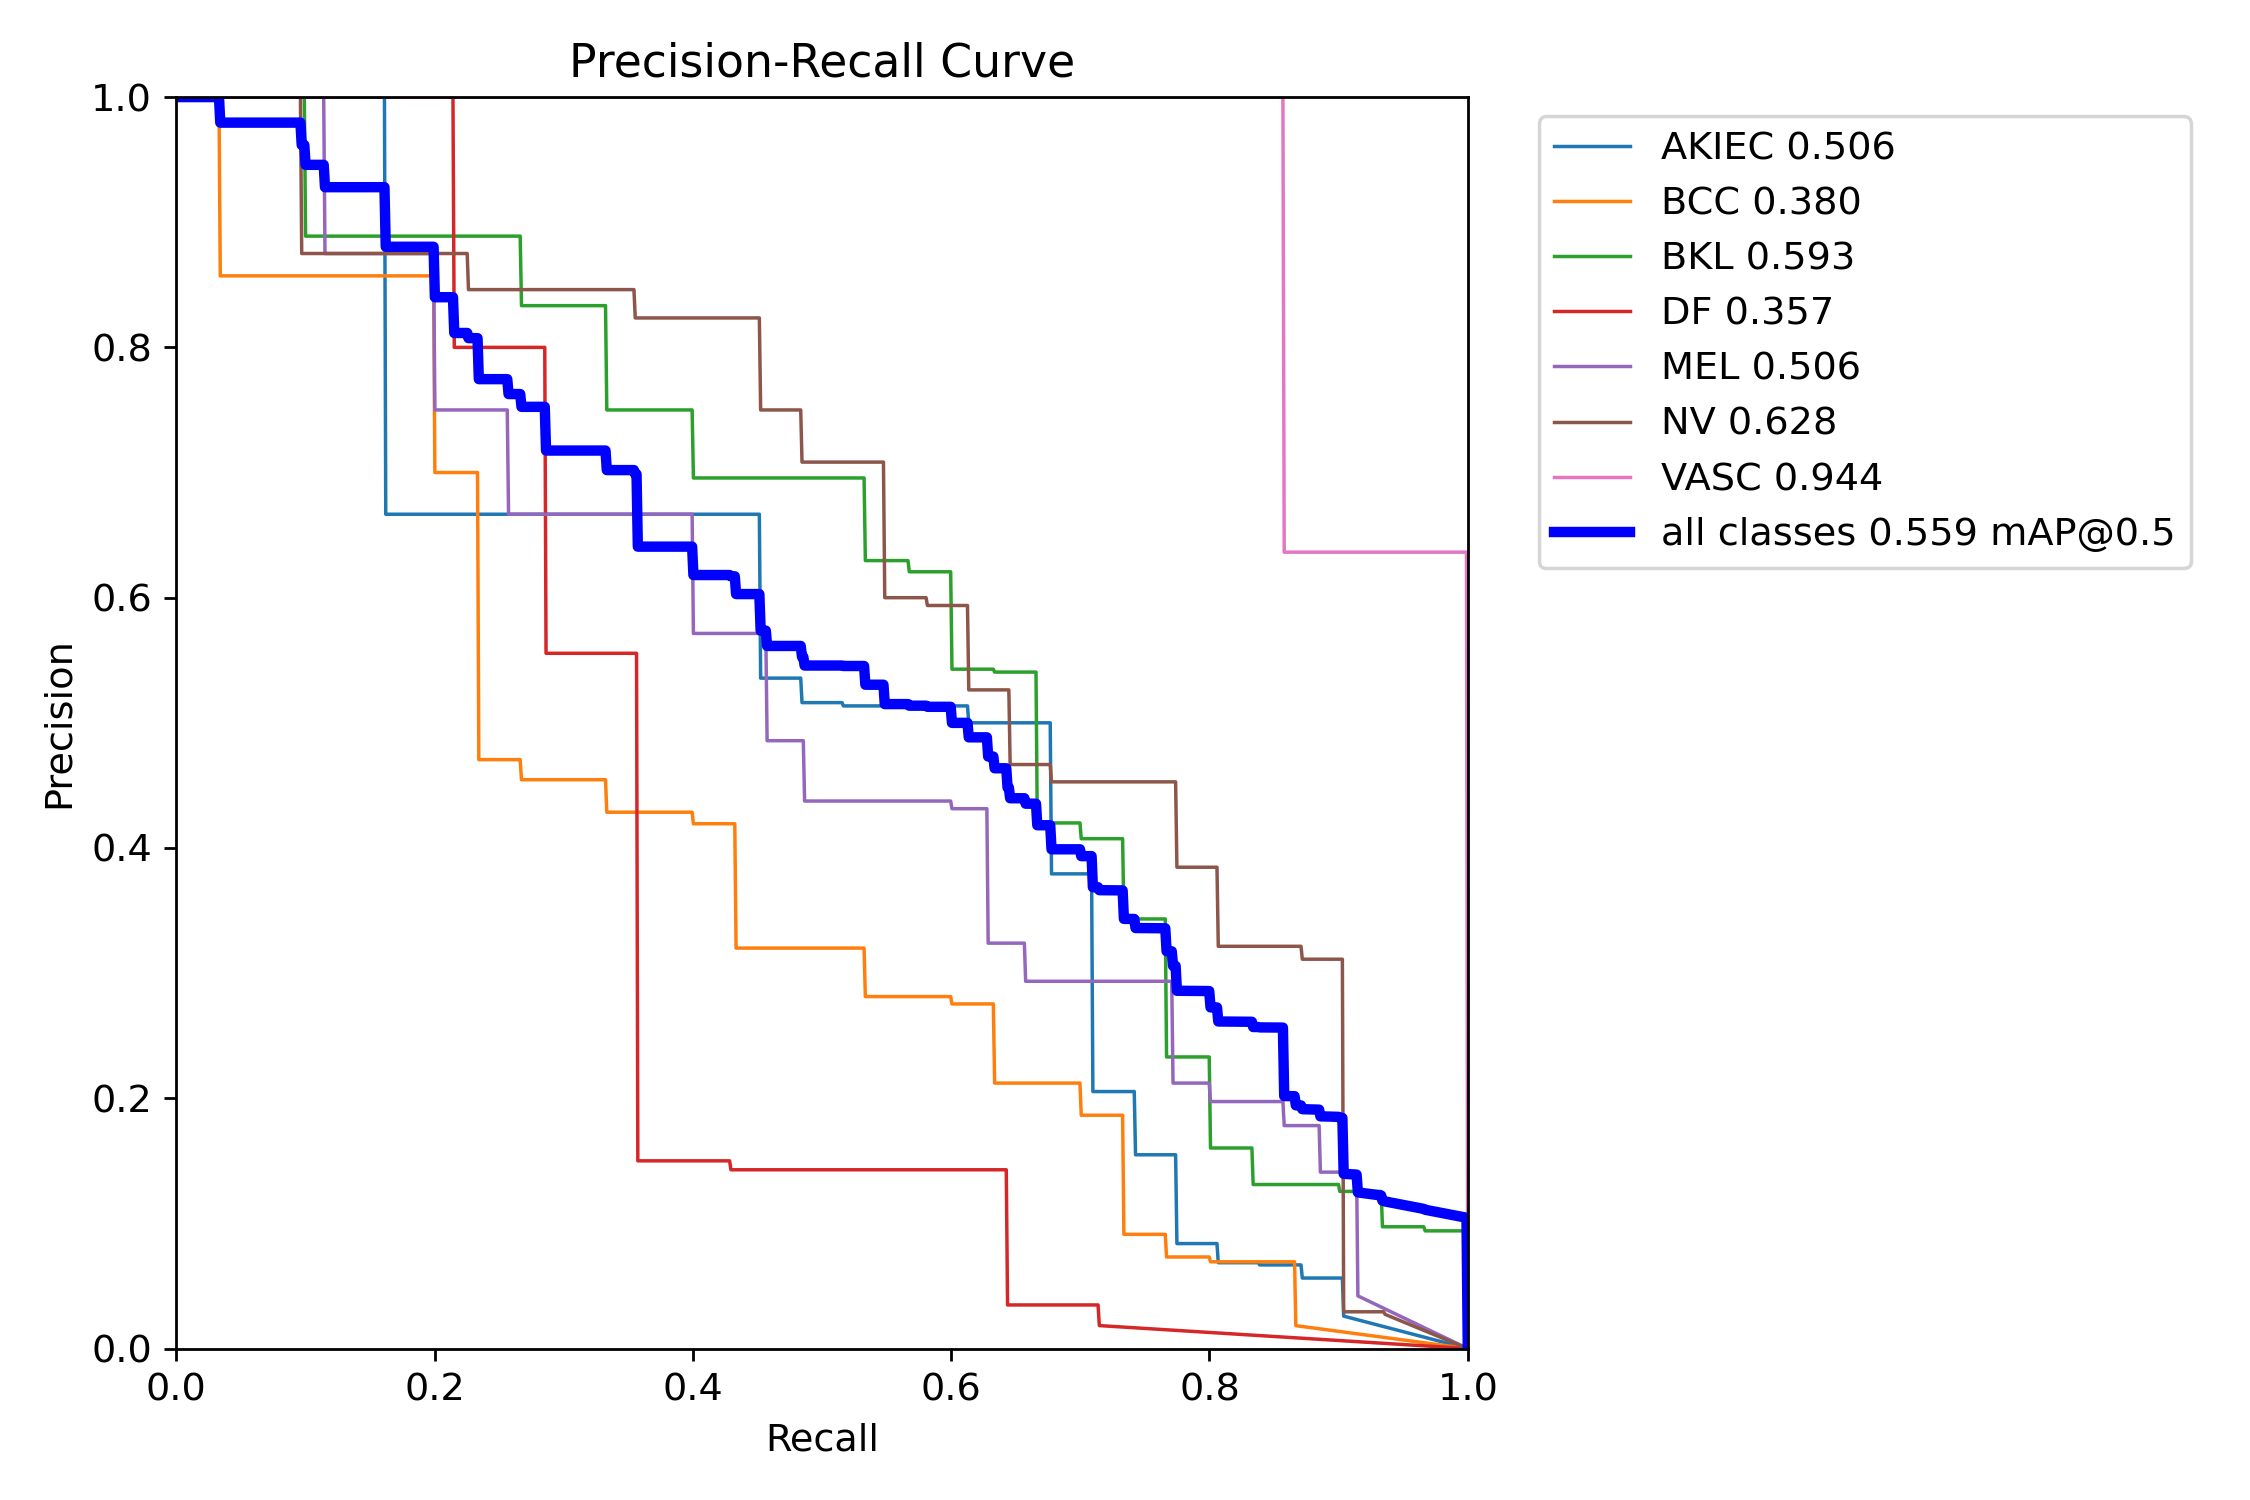 Precision-Recall Curve
1.0
0.8
0.6
0.4
0.2
0.0
Precision
0.0 0.2 0.4 0.6 0.8 1.0
Recall
AKIEC 0.506
BCC 0.380
BKL 0.593
DF 0.357
MEL 0.506
NV 0.628
VASC 0.944
all classes 0.559 mAP@0.5